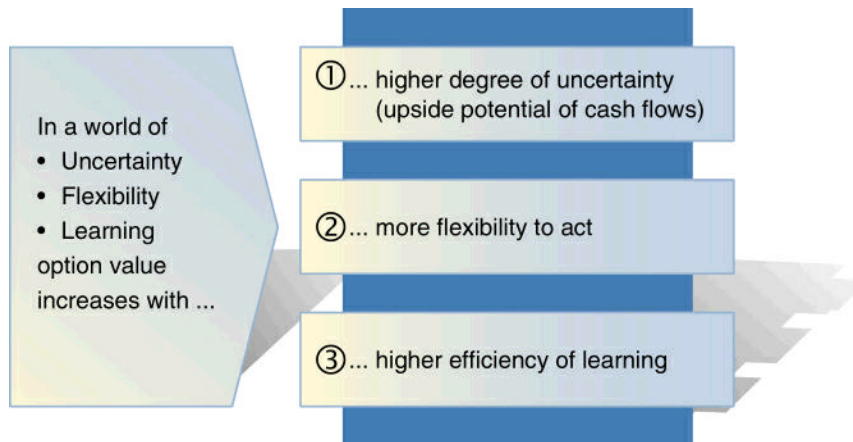 In a world of
• Uncertainty
• Flexibility
• Learning
option value
increases with ...
① ... higher degree of uncertainty
(upside potential of cash flows)
② ... more flexibility to act
③ ... higher efficiency of learning